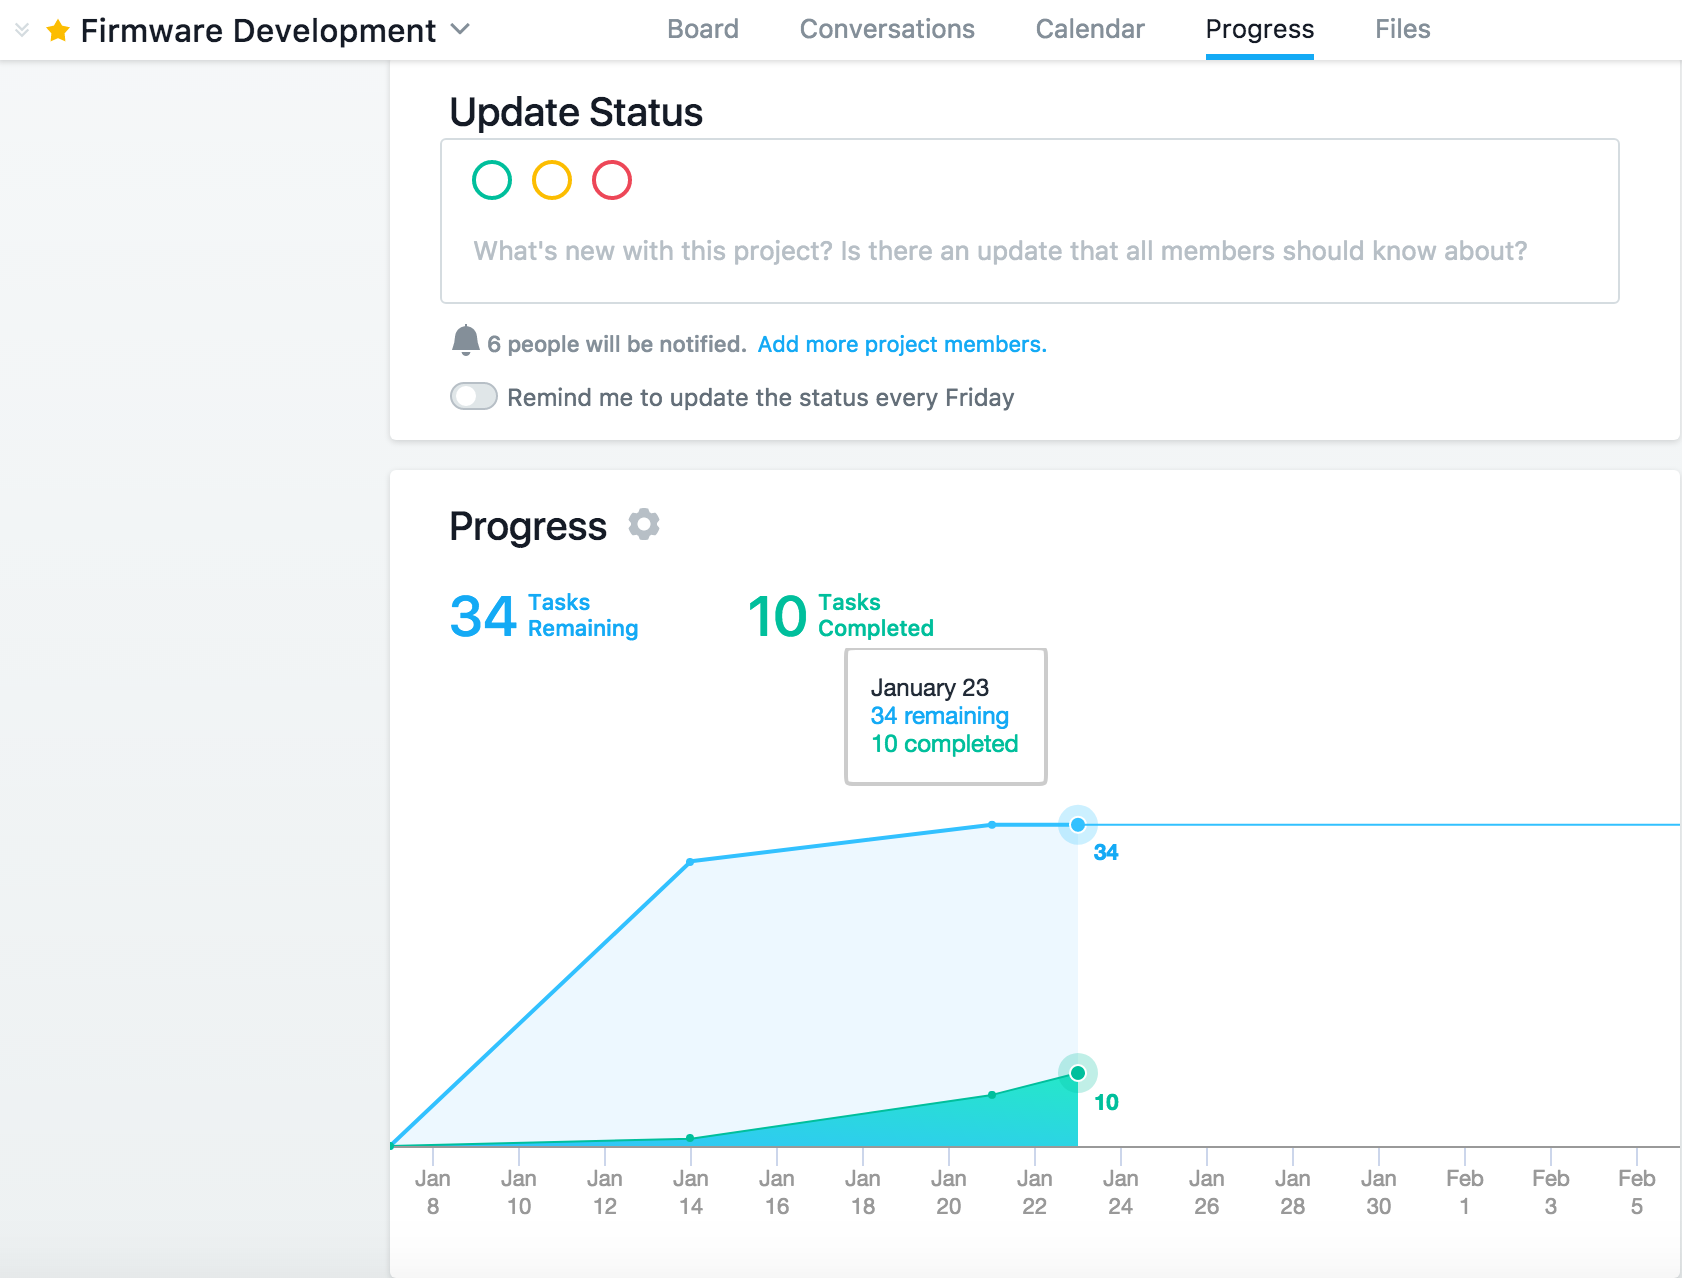 Firmware Development
Board Conversations Calendar Progress Files
Update Status
What's new with this project? Is there an update that all members should know about?
6 people will be notified. Add more project members.
Remind me to update the status every Friday
Progress
34 Tasks Remaining
10 Tasks Completed
January 23
34 remaining
10 completed
34
10
Jan 8
Jan 10
Jan 12
Jan 14
Jan 16
Jan 18
Jan 20
Jan 22
Jan 24
Jan 26
Jan 28
Jan 30
Feb 1
Feb 3
Feb 5